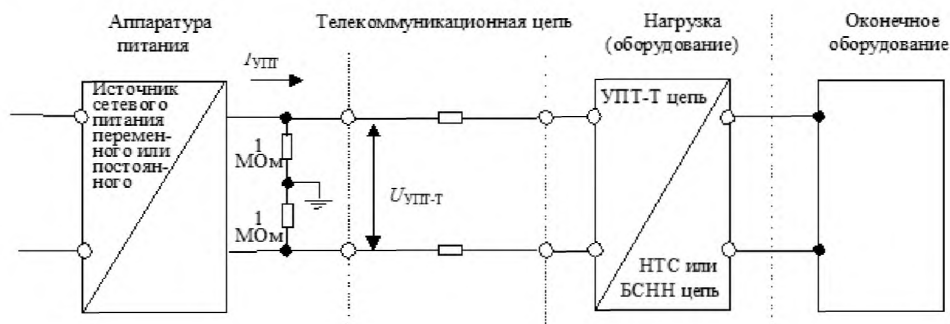 Аппаратура
питания
Телекоммуникационная цепь
Нагрузка
(оборудование)
Оконечное
оборудование
IУПТ
Источник
сетевого
питания
перемен-
ного или
постоян-
ного
1
МОм
1
МОм
UУПТ-Т
УПТ-Т цепь
НТС или
БСНН цепь